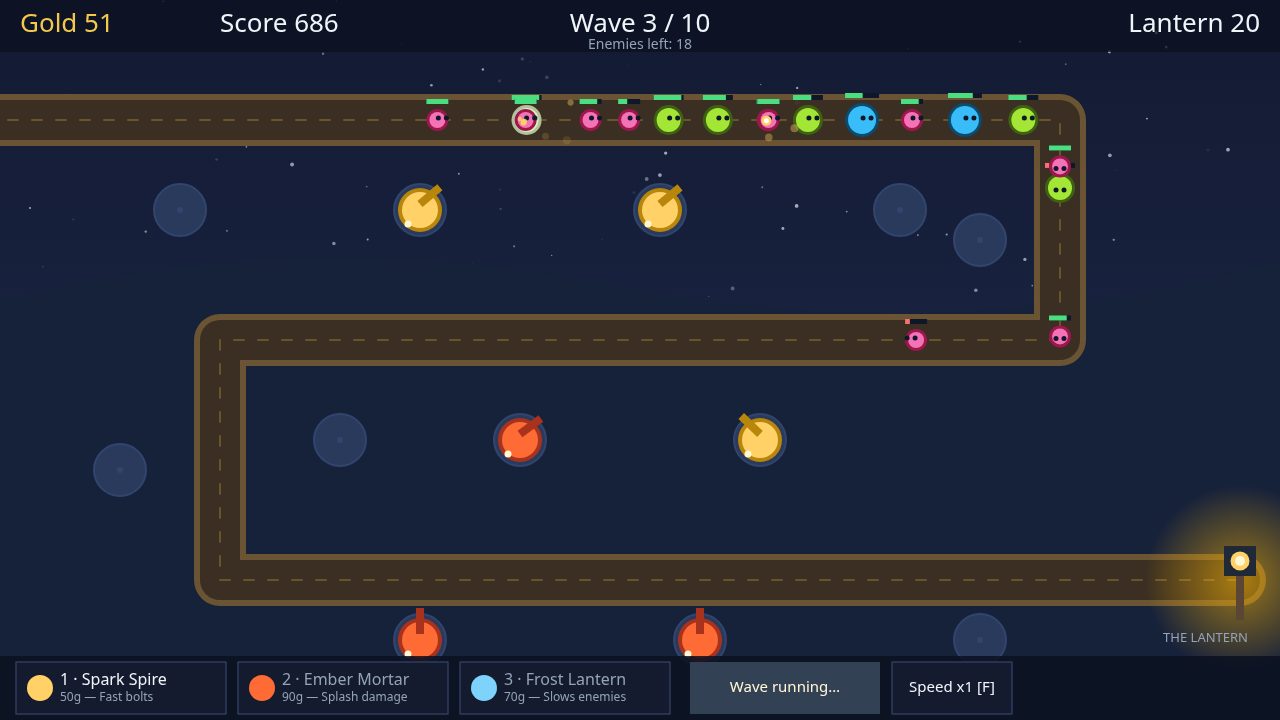 Gold 51
Score 686
Wave 3 / 10
Enemies left: 18
Lantern 20
THE LANTERN
1 · Spark Spire
50g — Fast bolts
2 · Ember Mortar
90g — Splash damage
3 · Frost Lantern
70g — Slows enemies
Wave running...
Speed x1 [F]